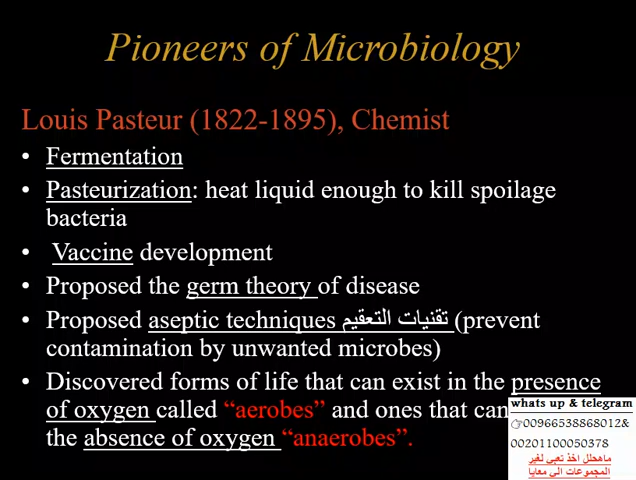 Pioneers of Microbiology
Louis Pasteur (1822-1895), Chemist
• Fermentation
• Pasteurization: heat liquid enough to kill spoilage
bacteria
• Vaccine development
• Proposed the germ theory of disease
• Proposed aseptic techniques تقنيات التعقيم (prevent
contamination by unwanted microbes)
• Discovered forms of life that can exist in the presence
of oxygen called “aerobes” and ones that can
the absence of oxygen “anaerobes”.
whats up & telegram
☞00966538868012&
00201100050378
ماهحلل اخذ تعبي لغير
المجموعات الي معايا